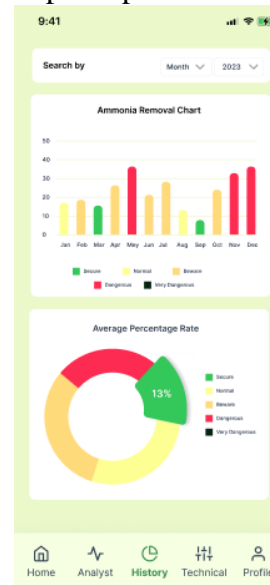 9:41
Search by Month 2023
Ammonia Removal Chart
50
40
30
20
10
0
Jan Feb Mar Apr May Jun Jul Aug Sep Oct Nov Dec
Secure Normal Beware
Dangerous Very Dangerous
Average Percentage Rate
13%
Secure
Normal
Beware
Dangerous
Very Dangerous
Home Analyst History Technical Profile